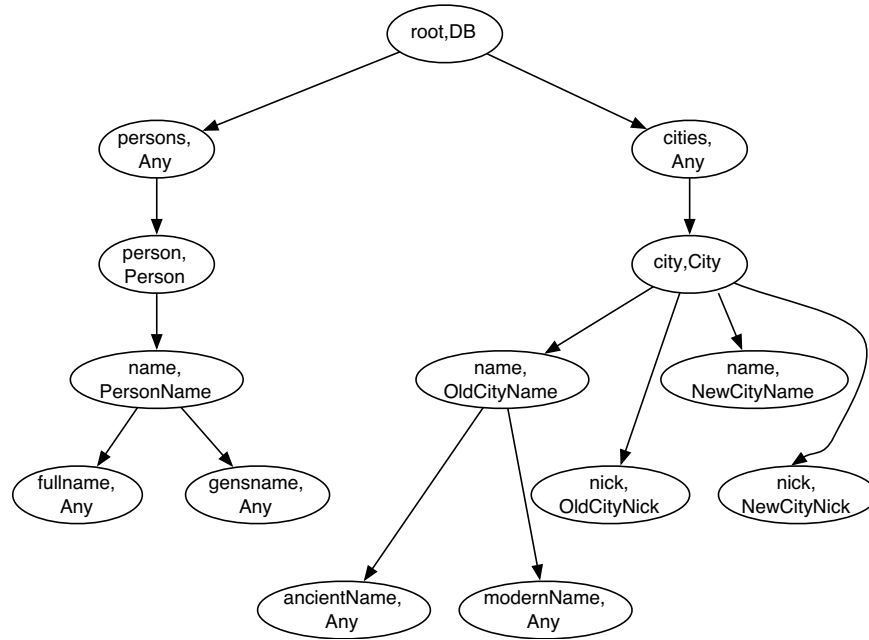 root,DB
persons,
Any
cities,
Any
person,
Person
city,City
name,
PersonName
name,
OldCityName
name,
NewCityName
fullname,
Any
gensname,
Any
nick,
OldCityNick
nick,
NewCityNick
ancientName,
Any
modernName,
Any